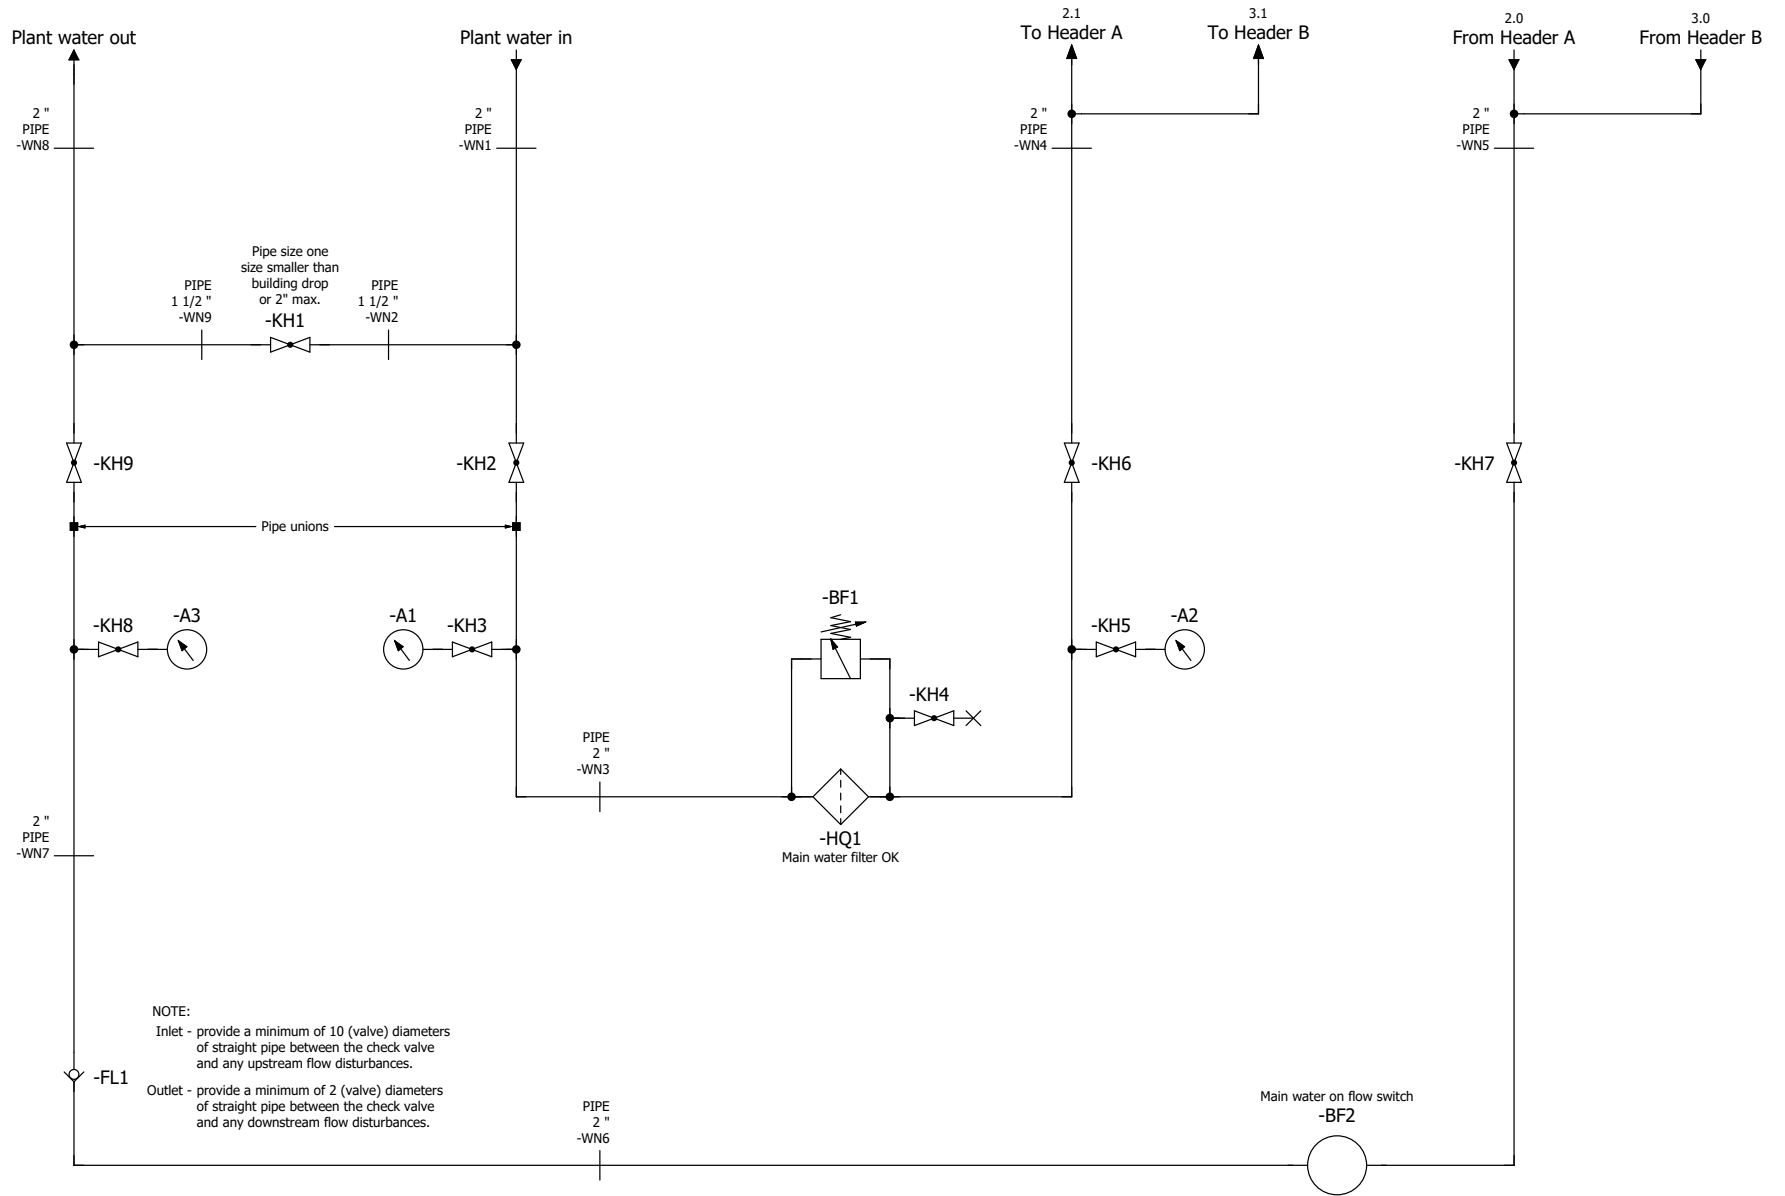 2.1
3.1
2.0
3.0
Plant water out
Plant water in
To Header A
To Header B
From Header A
From Header B
2 "
PIPE
-WN8
2 "
PIPE
-WN1
2 "
PIPE
-WN4
2 "
PIPE
-WN5
Pipe size one
size smaller than
building drop
or 2" max.
-KH1
PIPE
1 1/2 "
-WN9
PIPE
1 1/2 "
-WN2
-KH9
-KH2
-KH6
-KH7
Pipe unions
-KH8
-A3
-A1
-KH3
-BF1
-KH5
-A2
-KH4
PIPE
2 "
-WN3
-HQ1
Main water filter OK
2 "
PIPE
-WN7
NOTE:
Inlet - provide a minimum of 10 (valve) diameters
of straight pipe between the check valve
and any upstream flow disturbances.
Outlet - provide a minimum of 2 (valve) diameters
of straight pipe between the check valve
and any downstream flow disturbances.
-FL1
PIPE
2 "
-WN6
Main water on flow switch
-BF2